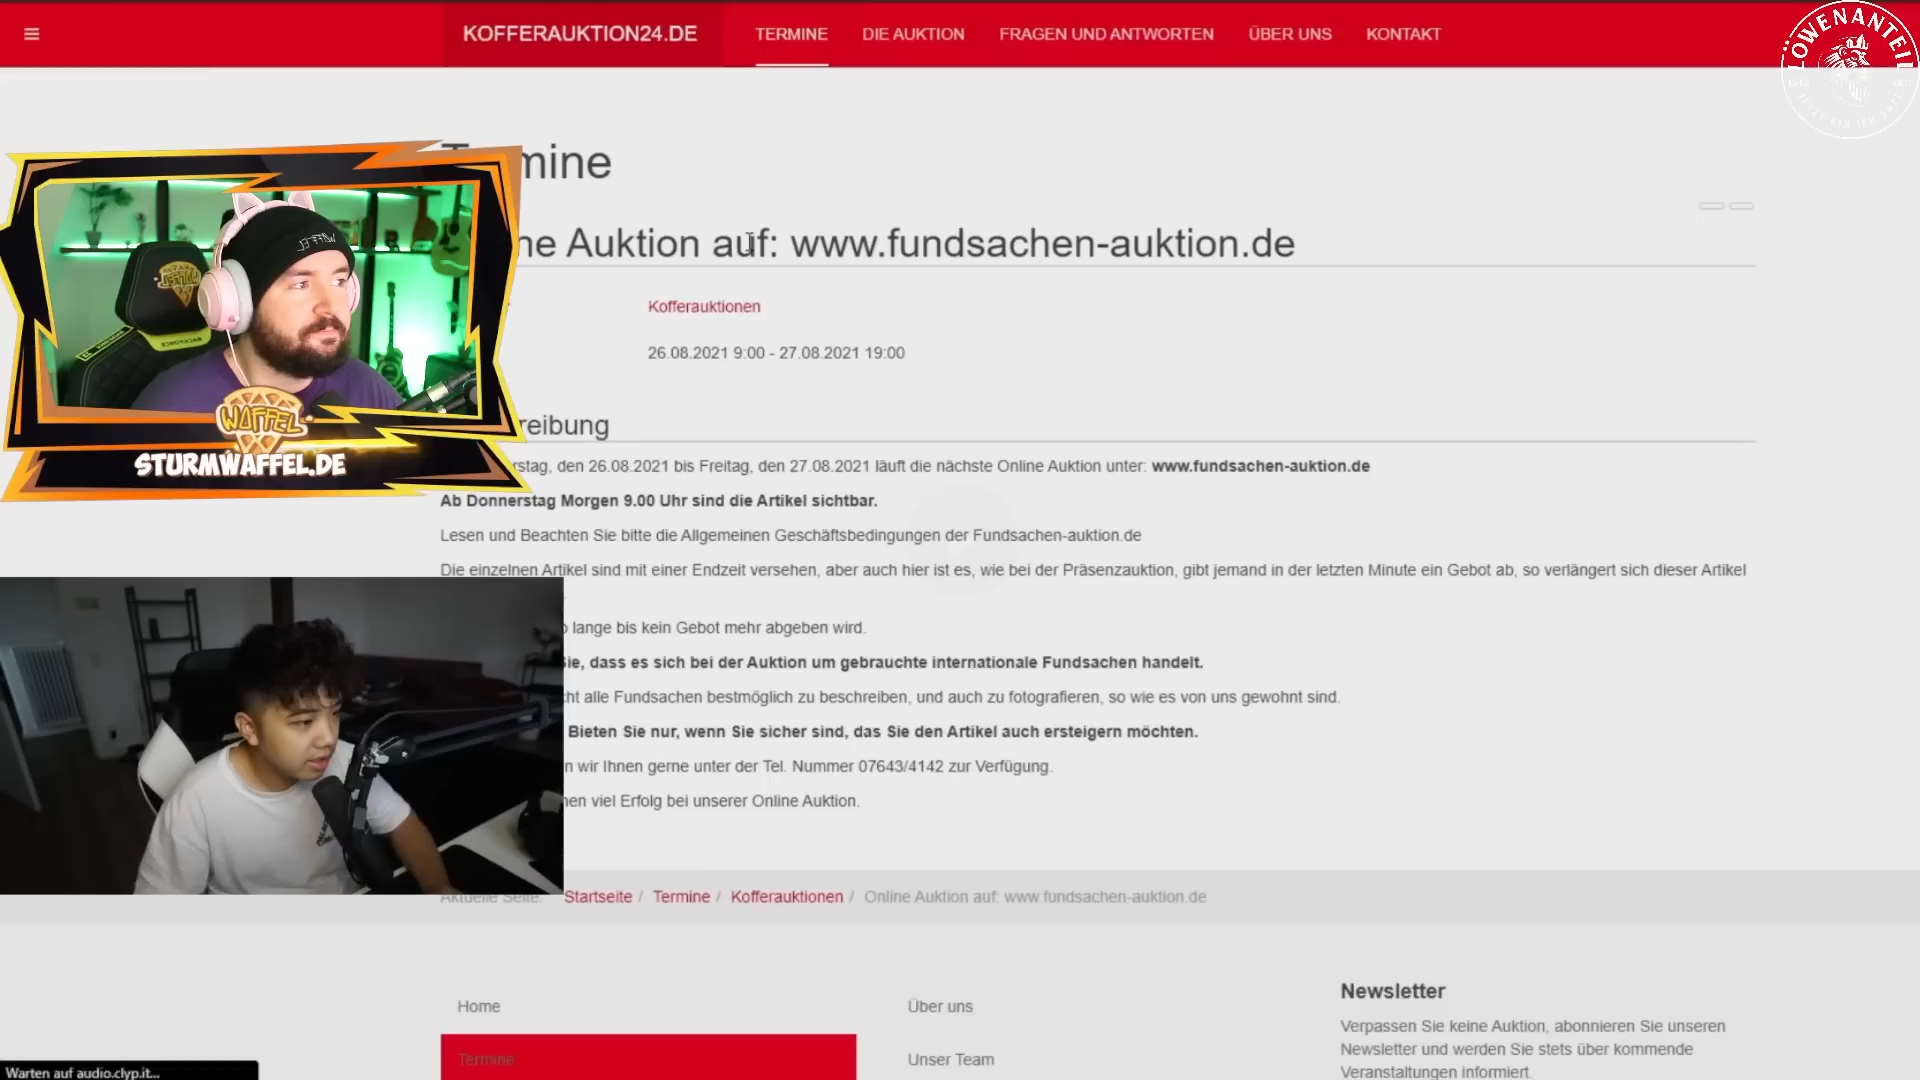 KOFFERAUKTION24.DE TERMINE DIE AUKTION FRAGEN UND ANTWORTEN ÜBER UNS KONTAKT
LÖWENANTEIL
mine
ne Auktion auf: www.fundsachen-auktion.de
Kofferauktionen
26.08.2021 9:00 - 27.08.2021 19:00
WAFFEL
STURMWAFFEL.DE
reibung
rstag, den 26.08.2021 bis Freitag, den 27.08.2021 läuft die nächste Online Auktion unter: www.fundsachen-auktion.de
Ab Donnerstag Morgen 9.00 Uhr sind die Artikel sichtbar.
Lesen und Beachten Sie bitte die Allgemeinen Geschäftsbedingungen der Fundsachen-auktion.de
Die einzelnen Artikel sind mit einer Endzeit versehen, aber auch hier ist es, wie bei der Präsenzauktion, gibt jemand in der letzten Minute ein Gebot ab, so verlängert sich dieser Artikel
lange bis kein Gebot mehr abgeben wird.
ie, dass es sich bei der Auktion um gebrauchte internationale Fundsachen handelt.
ht alle Fundsachen bestmöglich zu beschreiben, und auch zu fotografieren, so wie es von uns gewohnt sind.
Bieten Sie nur, wenn Sie sicher sind, das Sie den Artikel auch ersteigern möchten.
n wir Ihnen gerne unter der Tel. Nummer 07643/4142 zur Verfügung.
nen viel Erfolg bei unserer Online Auktion.
Aktuelle Seite: Startseite / Termine / Kofferauktionen / Online Auktion auf: www.fundsachen-auktion.de
Home
Termine
Über uns
Unser Team
Newsletter
Verpassen Sie keine Auktion, abonnieren Sie unseren
Newsletter und werden Sie stets über kommende
Veranstaltungen informiert.
Warten auf audio.clyp.it...